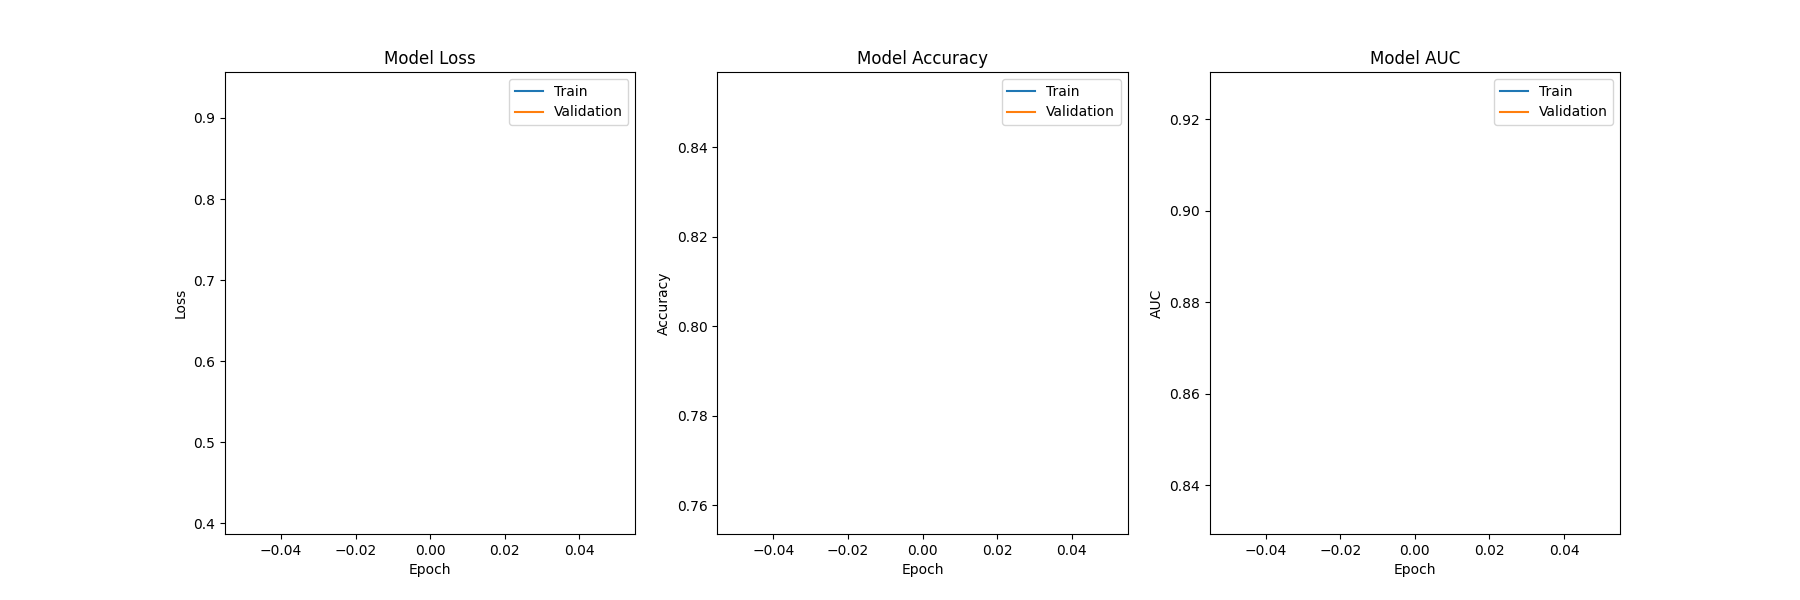 Model Loss
Train
Validation
0.9
0.8
0.7
0.6
0.5
0.4
Loss
−0.04 −0.02 0.00 0.02 0.04
Epoch
Model Accuracy
Train
Validation
0.84
0.82
0.80
0.78
0.76
Accuracy
−0.04 −0.02 0.00 0.02 0.04
Epoch
Model AUC
Train
Validation
0.92
0.90
0.88
0.86
0.84
AUC
−0.04 −0.02 0.00 0.02 0.04
Epoch